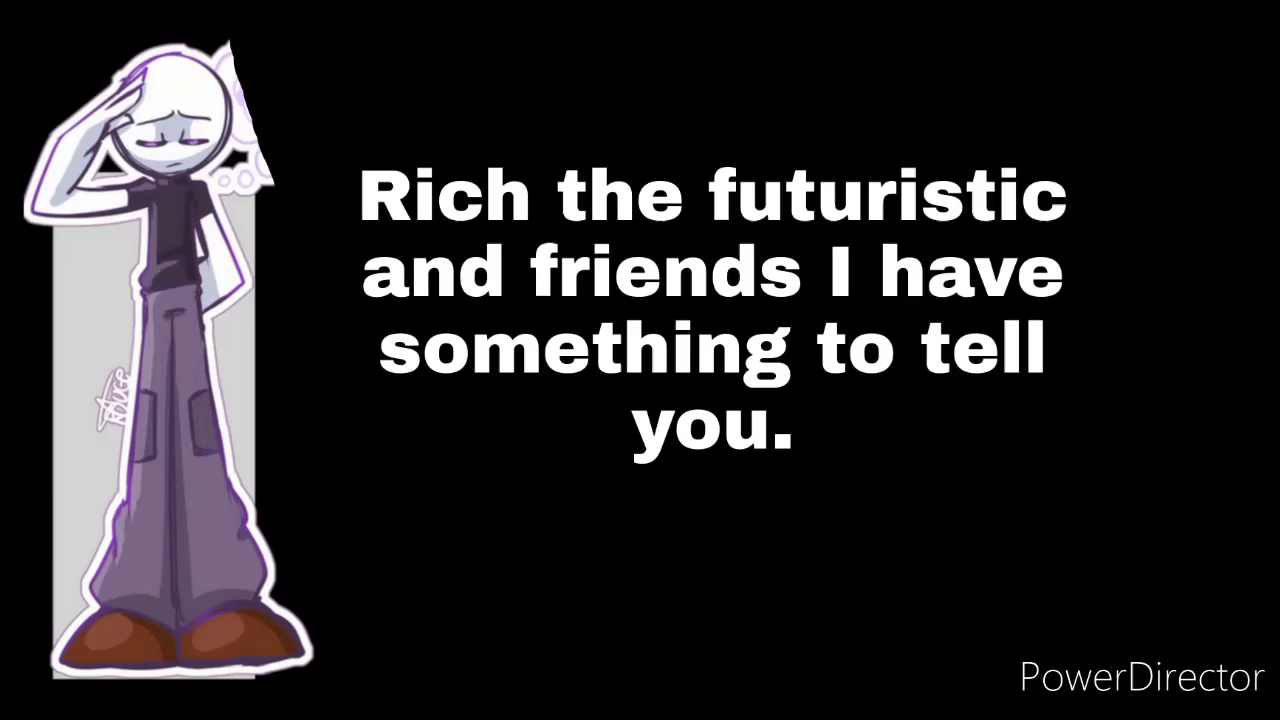 Rich the futuristic
and friends I have
something to tell
you.
PowerDirector